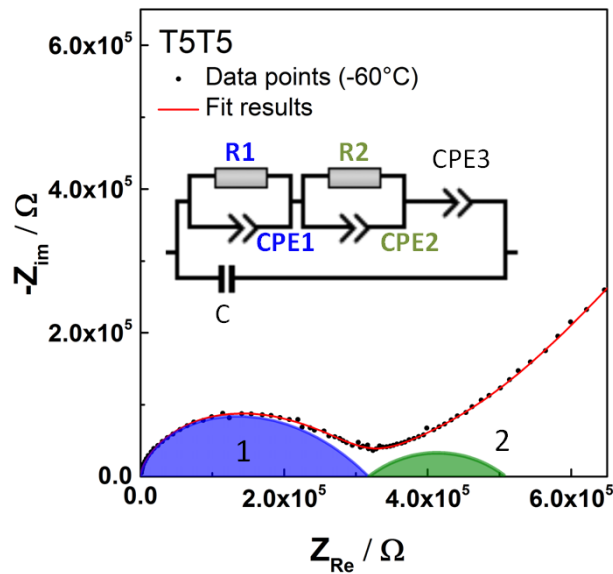 T5T5
Data points (-60°C)
Fit results
R1 R2 CPE3
CPE1 CPE2
C
-Z_im / Ω
6.0x10⁵
4.0x10⁵
2.0x10⁵
0.0
1
2
0.0 2.0x10⁵ 4.0x10⁵ 6.0x10⁵
Z_Re / Ω